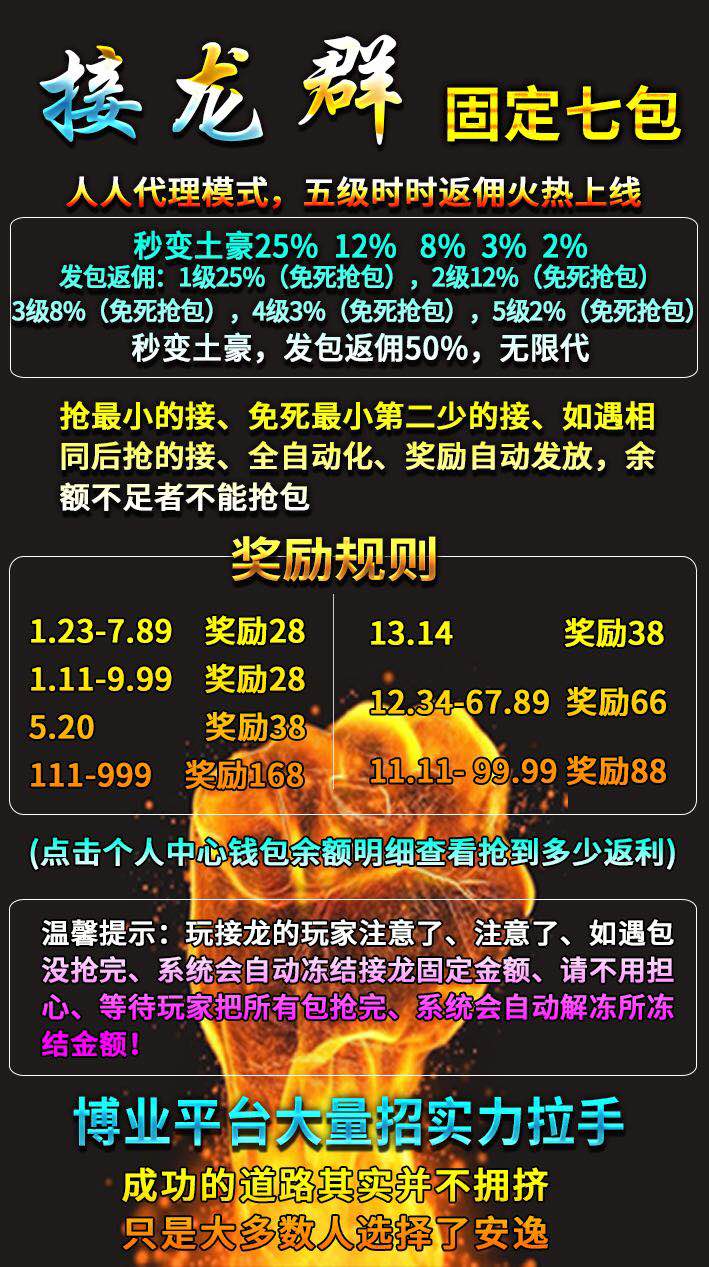 接龙群 固定七包
人人代理模式，五级时时返佣火热上线
秒变土豪25% 12% 8% 3% 2%
发包返佣：1级25%（免死抢包），2级12%（免死抢包）
3级8%（免死抢包），4级3%（免死抢包），5级2%（免死抢包）
秒变土豪，发包返佣50%，无限代
抢最小的接、免死最小第二少的接、如遇相
同后抢的接、全自动化、奖励自动发放，余
额不足者不能抢包
奖励规则
1.23-7.89 奖励28
1.11-9.99 奖励28
5.20 奖励38
111-999 奖励168
13.14 奖励38
12.34-67.89 奖励66
11.11- 99.99 奖励88
(点击个人中心钱包余额明细查看抢到多少返利)
温馨提示：玩接龙的玩家注意了、注意了、如遇包
没抢完、系统会自动冻结接龙固定金额、请不用担
心、等待玩家把所有包抢完、系统会自动解冻所冻
结金额！
博业平台大量招实力拉手
成功的道路其实并不拥挤
只是大多数人选择了安逸